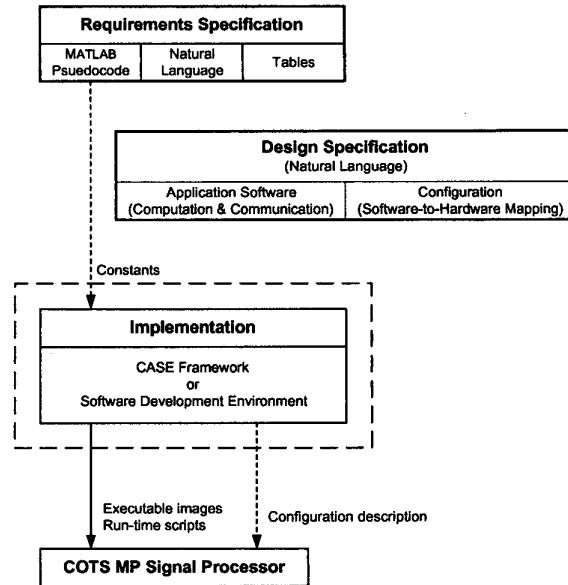 Requirements Specification
MATLAB
Psuedocode
Natural
Language
Tables
Design Specification
(Natural Language)
Application Software
(Computation & Communication)
Configuration
(Software-to-Hardware Mapping)
Constants
Implementation
CASE Framework
or
Software Development Environment
Executable images
Run-time scripts
Configuration description
COTS MP Signal Processor